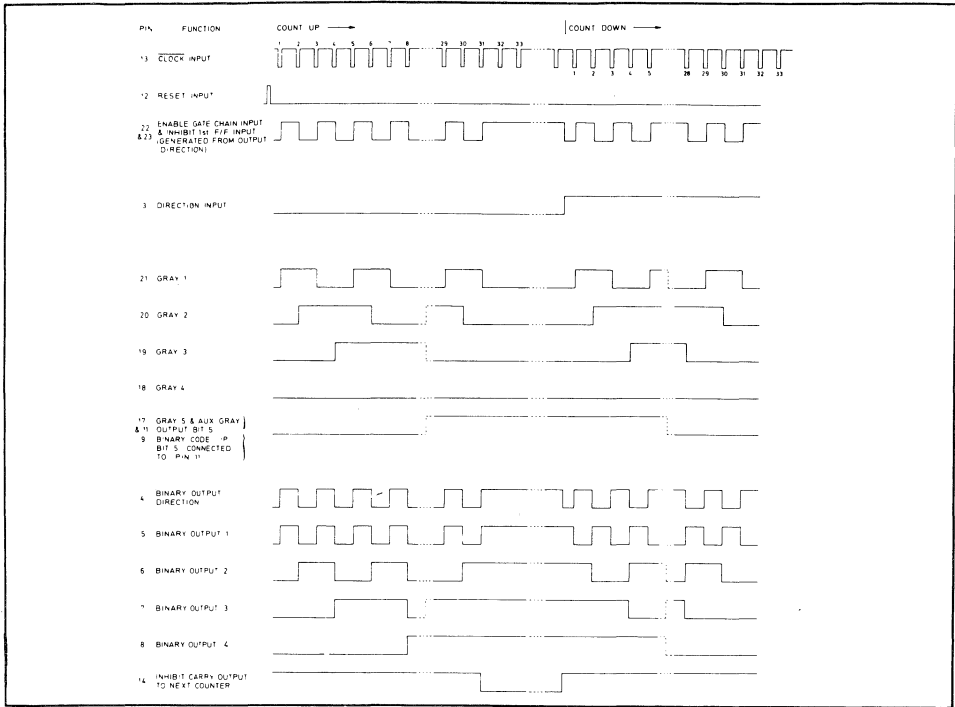 PIN FUNCTION COUNT UP COUNT DOWN
1 2 3 4 5 6 7 8 29 30 31 32 33
13 CLOCK INPUT
1 2 3 4 5 28 29 30 31 32 33
12 RESET INPUT
22 & 23 ENABLE GATE CHAIN INPUT
& INHIBIT 1st F/F INPUT
(GENERATED FROM OUTPUT
DIRECTION)
3 DIRECTION INPUT
21 GRAY 1
20 GRAY 2
19 GRAY 3
18 GRAY 4
17 GRAY 5 & AUX GRAY
& 11 OUTPUT BIT 5
9 BINARY CODE IP
BIT 5 CONNECTED
TO PIN 11
4 BINARY OUTPUT
DIRECTION
5 BINARY OUTPUT 1
6 BINARY OUTPUT 2
7 BINARY OUTPUT 3
8 BINARY OUTPUT 4
14 INHIBIT CARRY OUTPUT
TO NEXT COUNTER